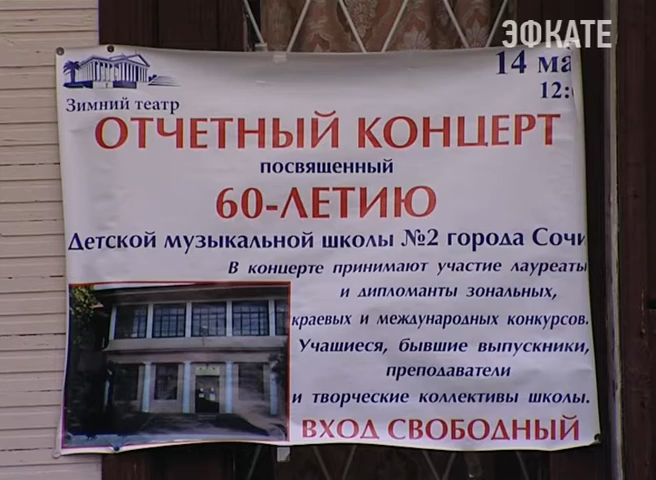 ЭФКАТЕ
14 ма
12:
Зимний театр
ОТЧЕТНЫЙ КОНЦЕРТ
посвященный
60-ЛЕТИЮ
Детской музыкальной школы №2 города Сочи
В концерте принимают участие лауреаты
и дипломанты зональных,
краевых и международных конкурсов.
Учащиеся, бывшие выпускники,
преподаватели
и творческие коллективы школы.
ВХОД СВОБОДНЫЙ